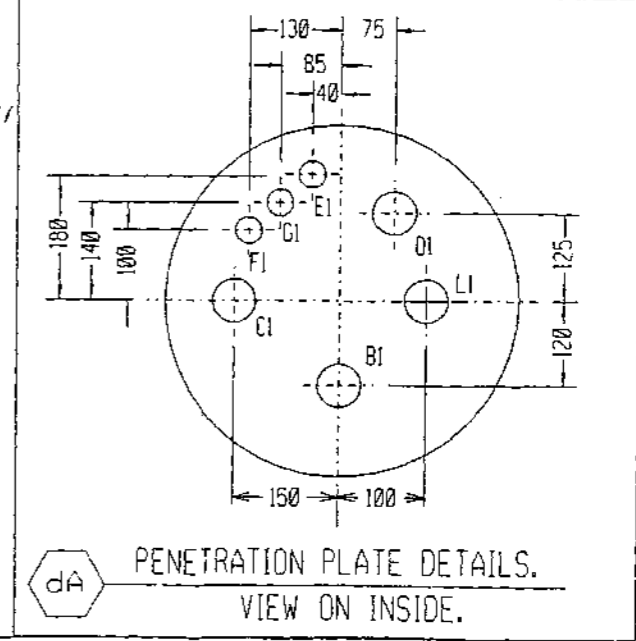 130 75
85
40
E1
G1
F1
O1
C1
L1
B1
180
140
100
125
120
150 100
dA PENETRATION PLATE DETAILS.
VIEW ON INSIDE.